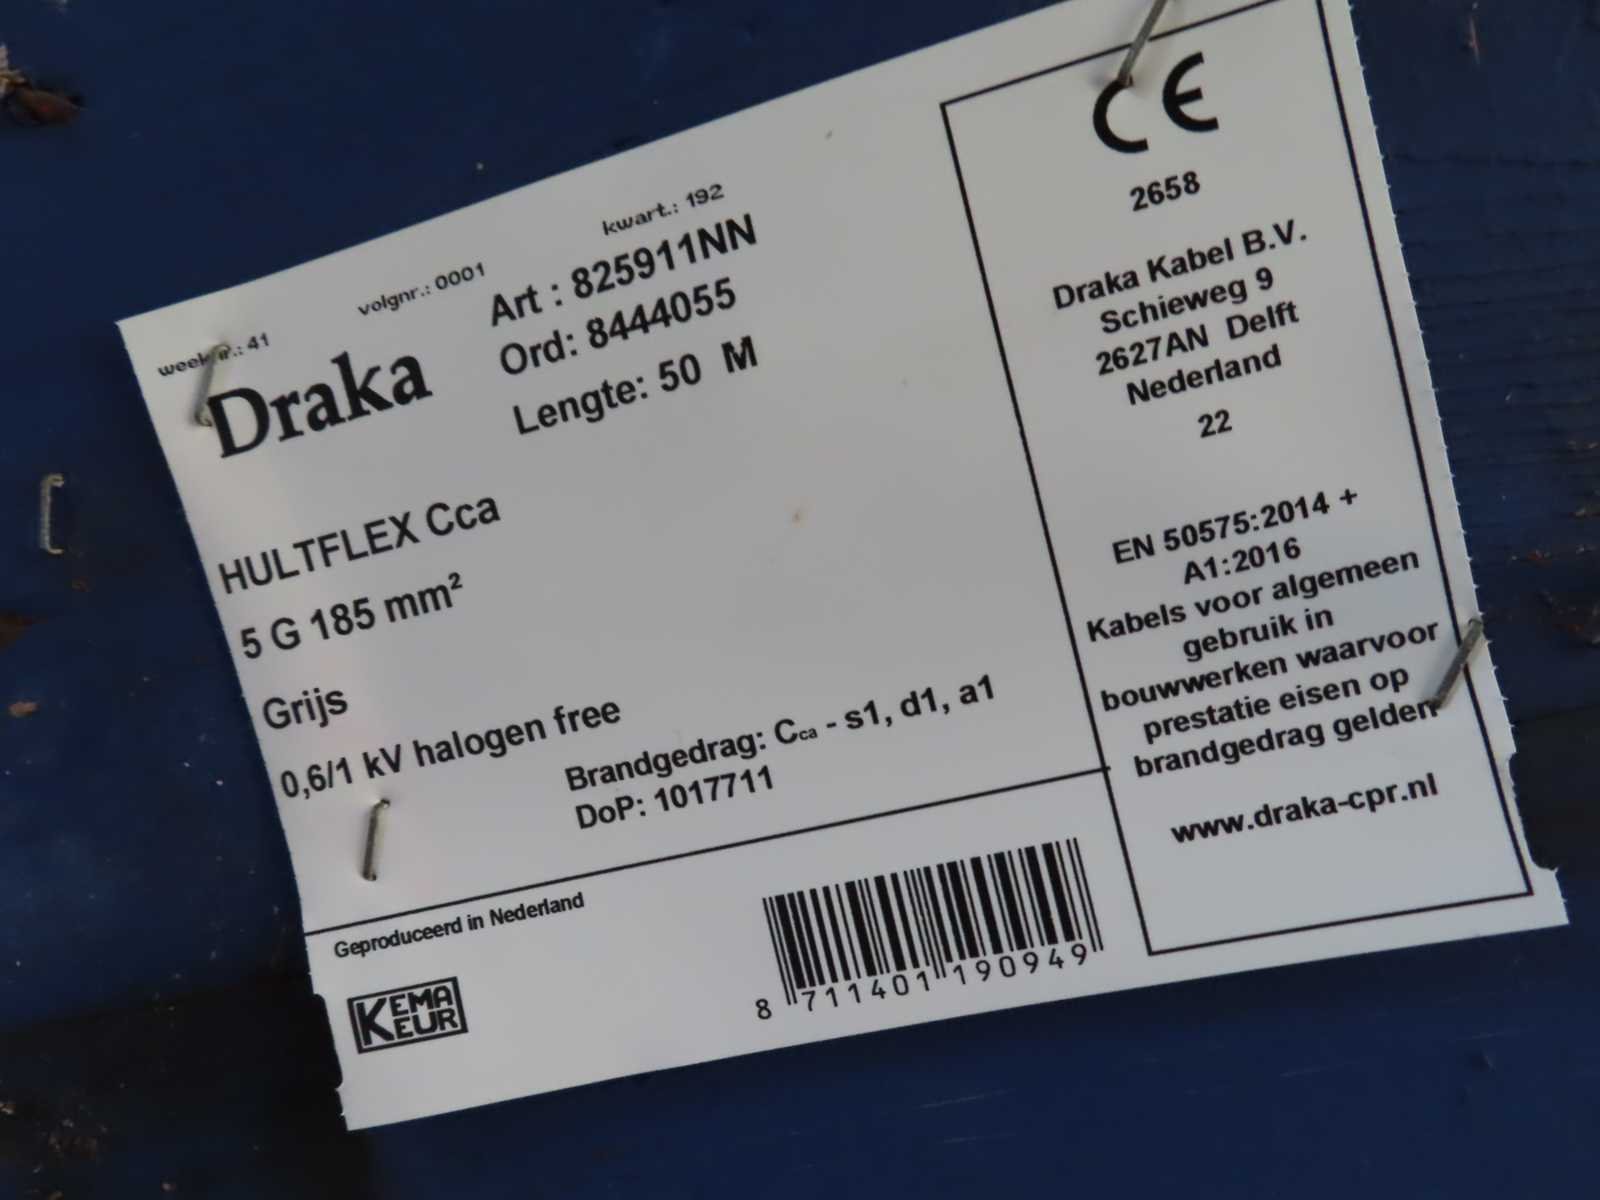 weeknr.: 41
volgnr.: 0001
kwart.: 192
Draka
Art : 825911NN
Ord: 8444055
Lengte: 50 M
HULTFLEX Cca
5 G 185 mm²
Grijs
0,6/1 kV halogen free
Brandgedrag: Cca - s1, d1, a1
DoP: 1017711
Geproduceerd in Nederland
KEMA
KEUR
8 711401 190949
CE
2658
Draka Kabel B.V.
Schieweg 9
2627AN Delft
Nederland
22
EN 50575:2014 +
A1:2016
Kabels voor algemeen
gebruik in
bouwwerken waarvoor
prestatie eisen op
brandgedrag gelden
www.draka-cpr.nl